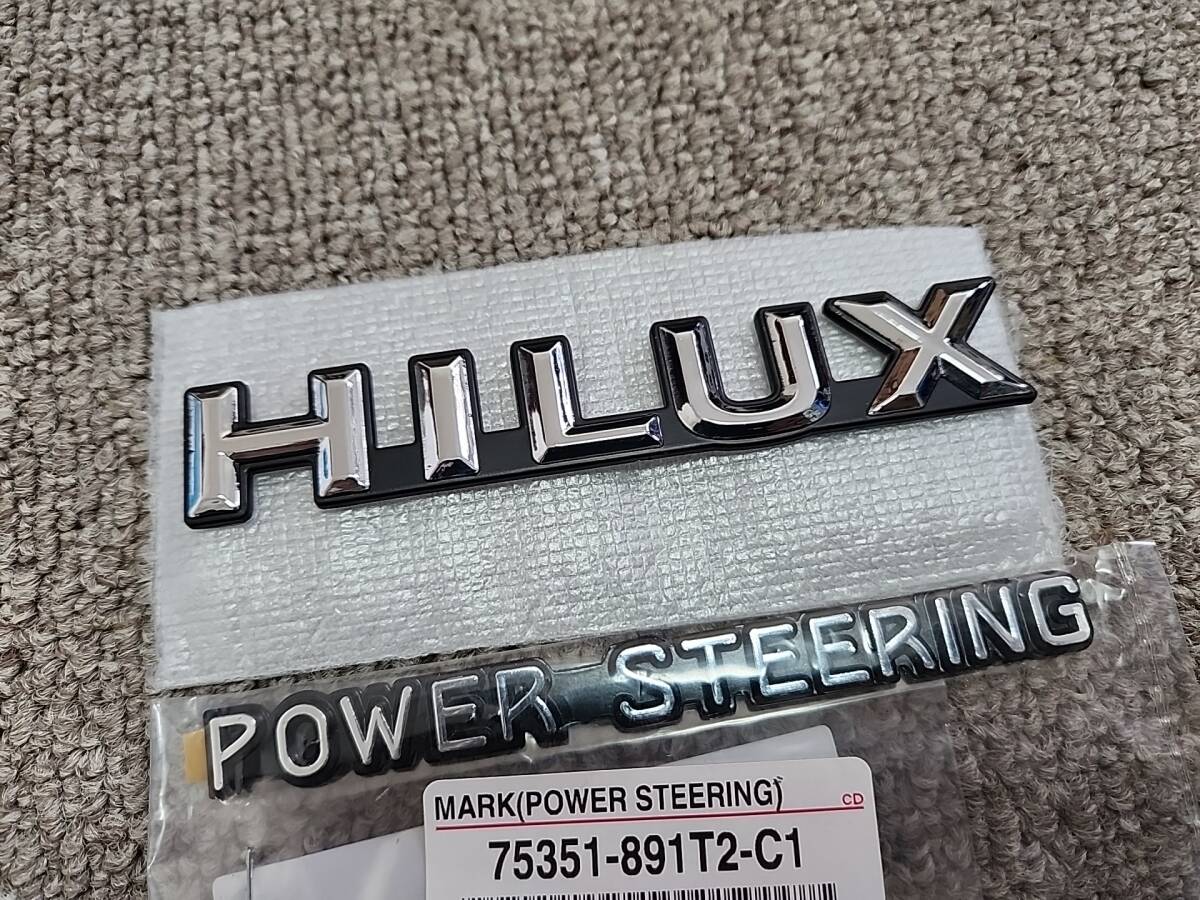 HILUX
POWER STEERING
MARK(POWER STEERING)
CD
75351-891T2-C1